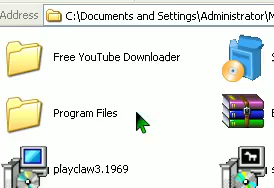 Address C:\Documents and Settings\Administrator\M
Free YouTube Downloader
S
Program Files
E
playclaw3.1969
s